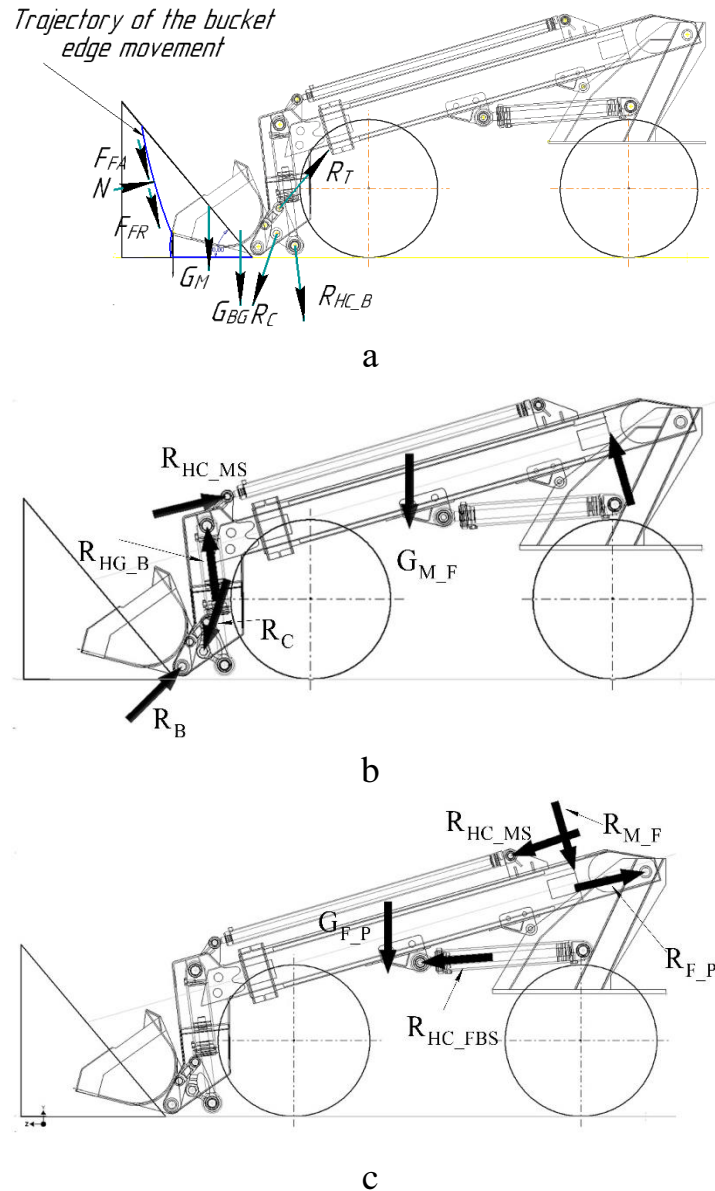 Trajectory of the bucket
edge movement
F_FA
N
F_FR
R_T
G_M
G_BG
R_C
R_HC_B
a
R_HC_MS
R_HG_B
G_M_F
R_C
R_B
b
R_HC_MS
R_M_F
G_F_P
R_F_P
R_HC_FBS
Y
Z
c